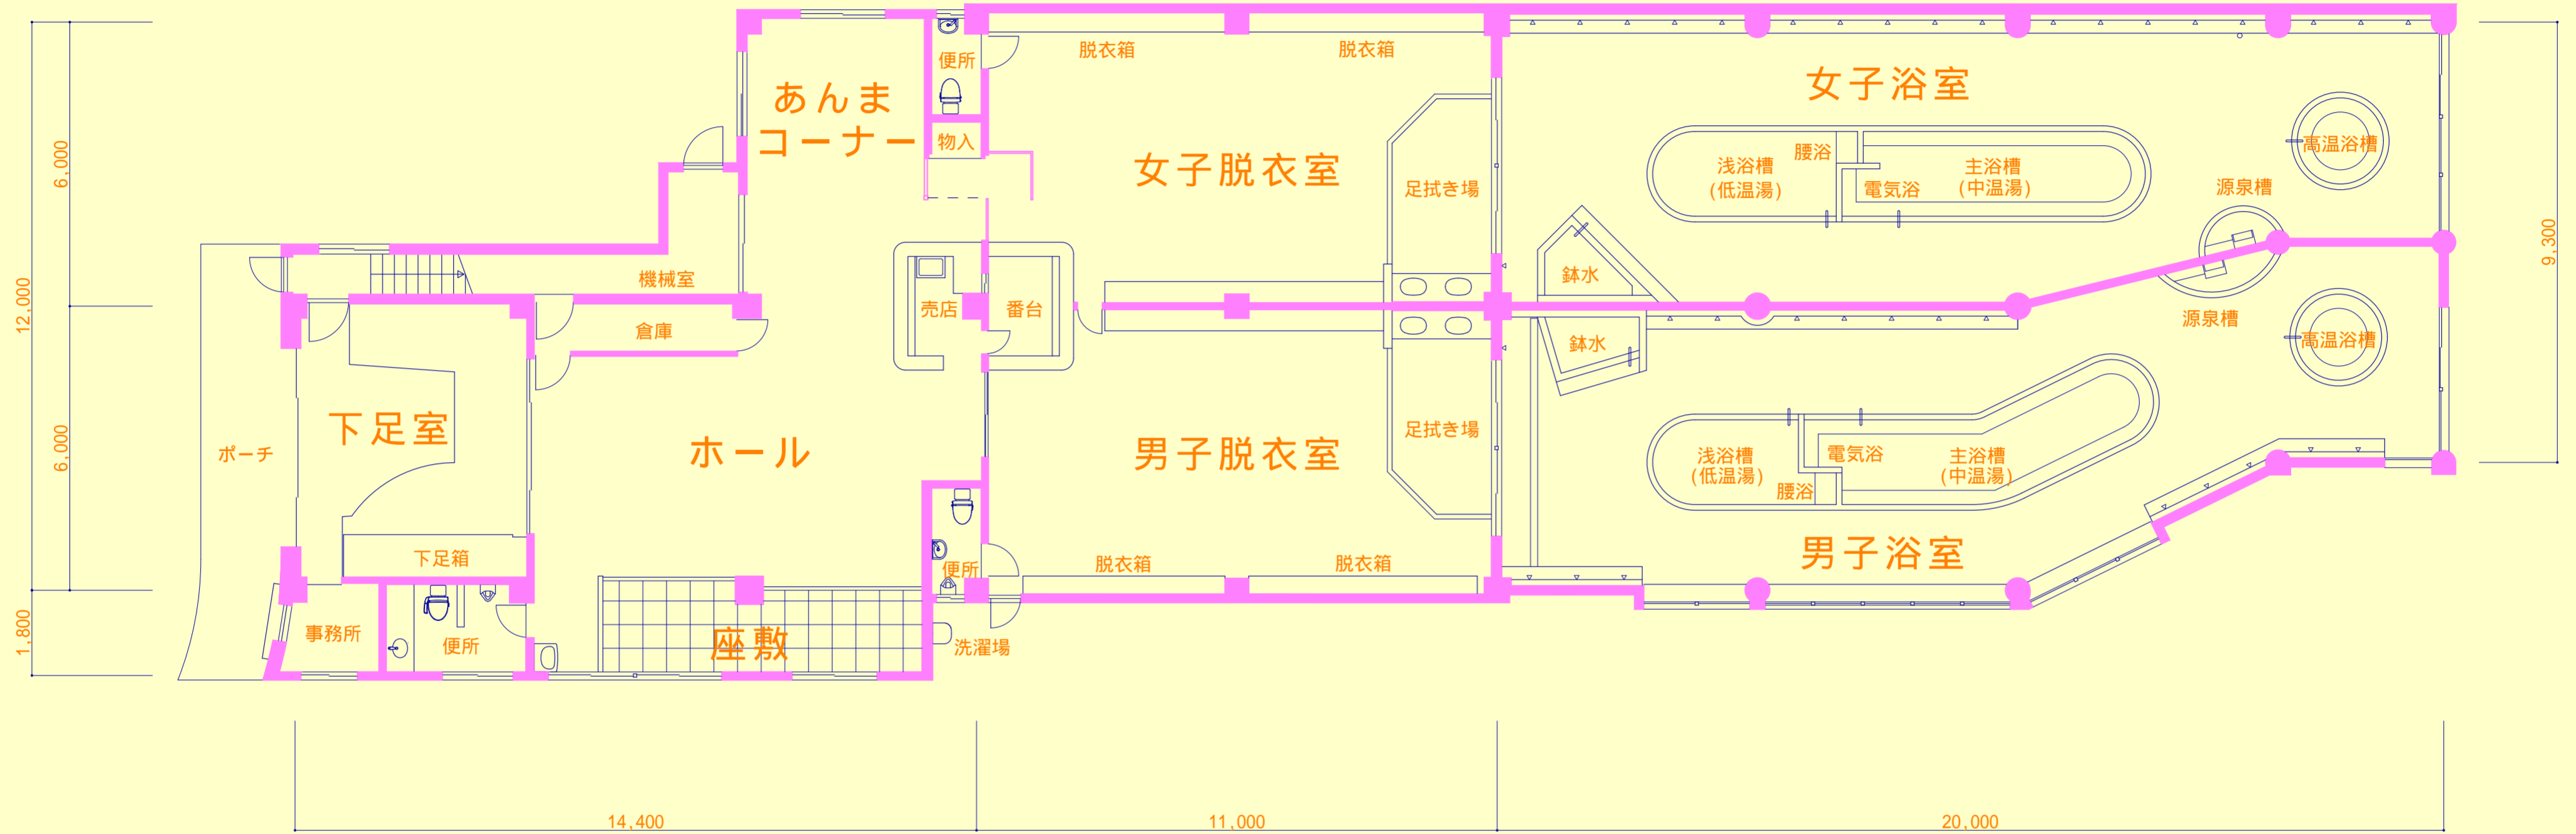 便所
脱衣箱
脱衣箱
あんま
コーナー
女子浴室
物入
女子脱衣室
足拭き場
浅浴槽
(低温湯)
腰浴
電気浴
主浴槽
(中温湯)
高温浴槽
源泉槽
6,000
9,300
機械室
鉢水
売店
番台
12,000
倉庫
鉢水
源泉槽
高温浴槽
下足室
ポーチ
ホール
男子脱衣室
足拭き場
浅浴槽
(低温湯)
電気浴
腰浴
主浴槽
(中温湯)
6,000
下足箱
便所
脱衣箱
脱衣箱
男子浴室
1,800
事務所
便所
座敷
洗濯場
14,400
11,000
20,000